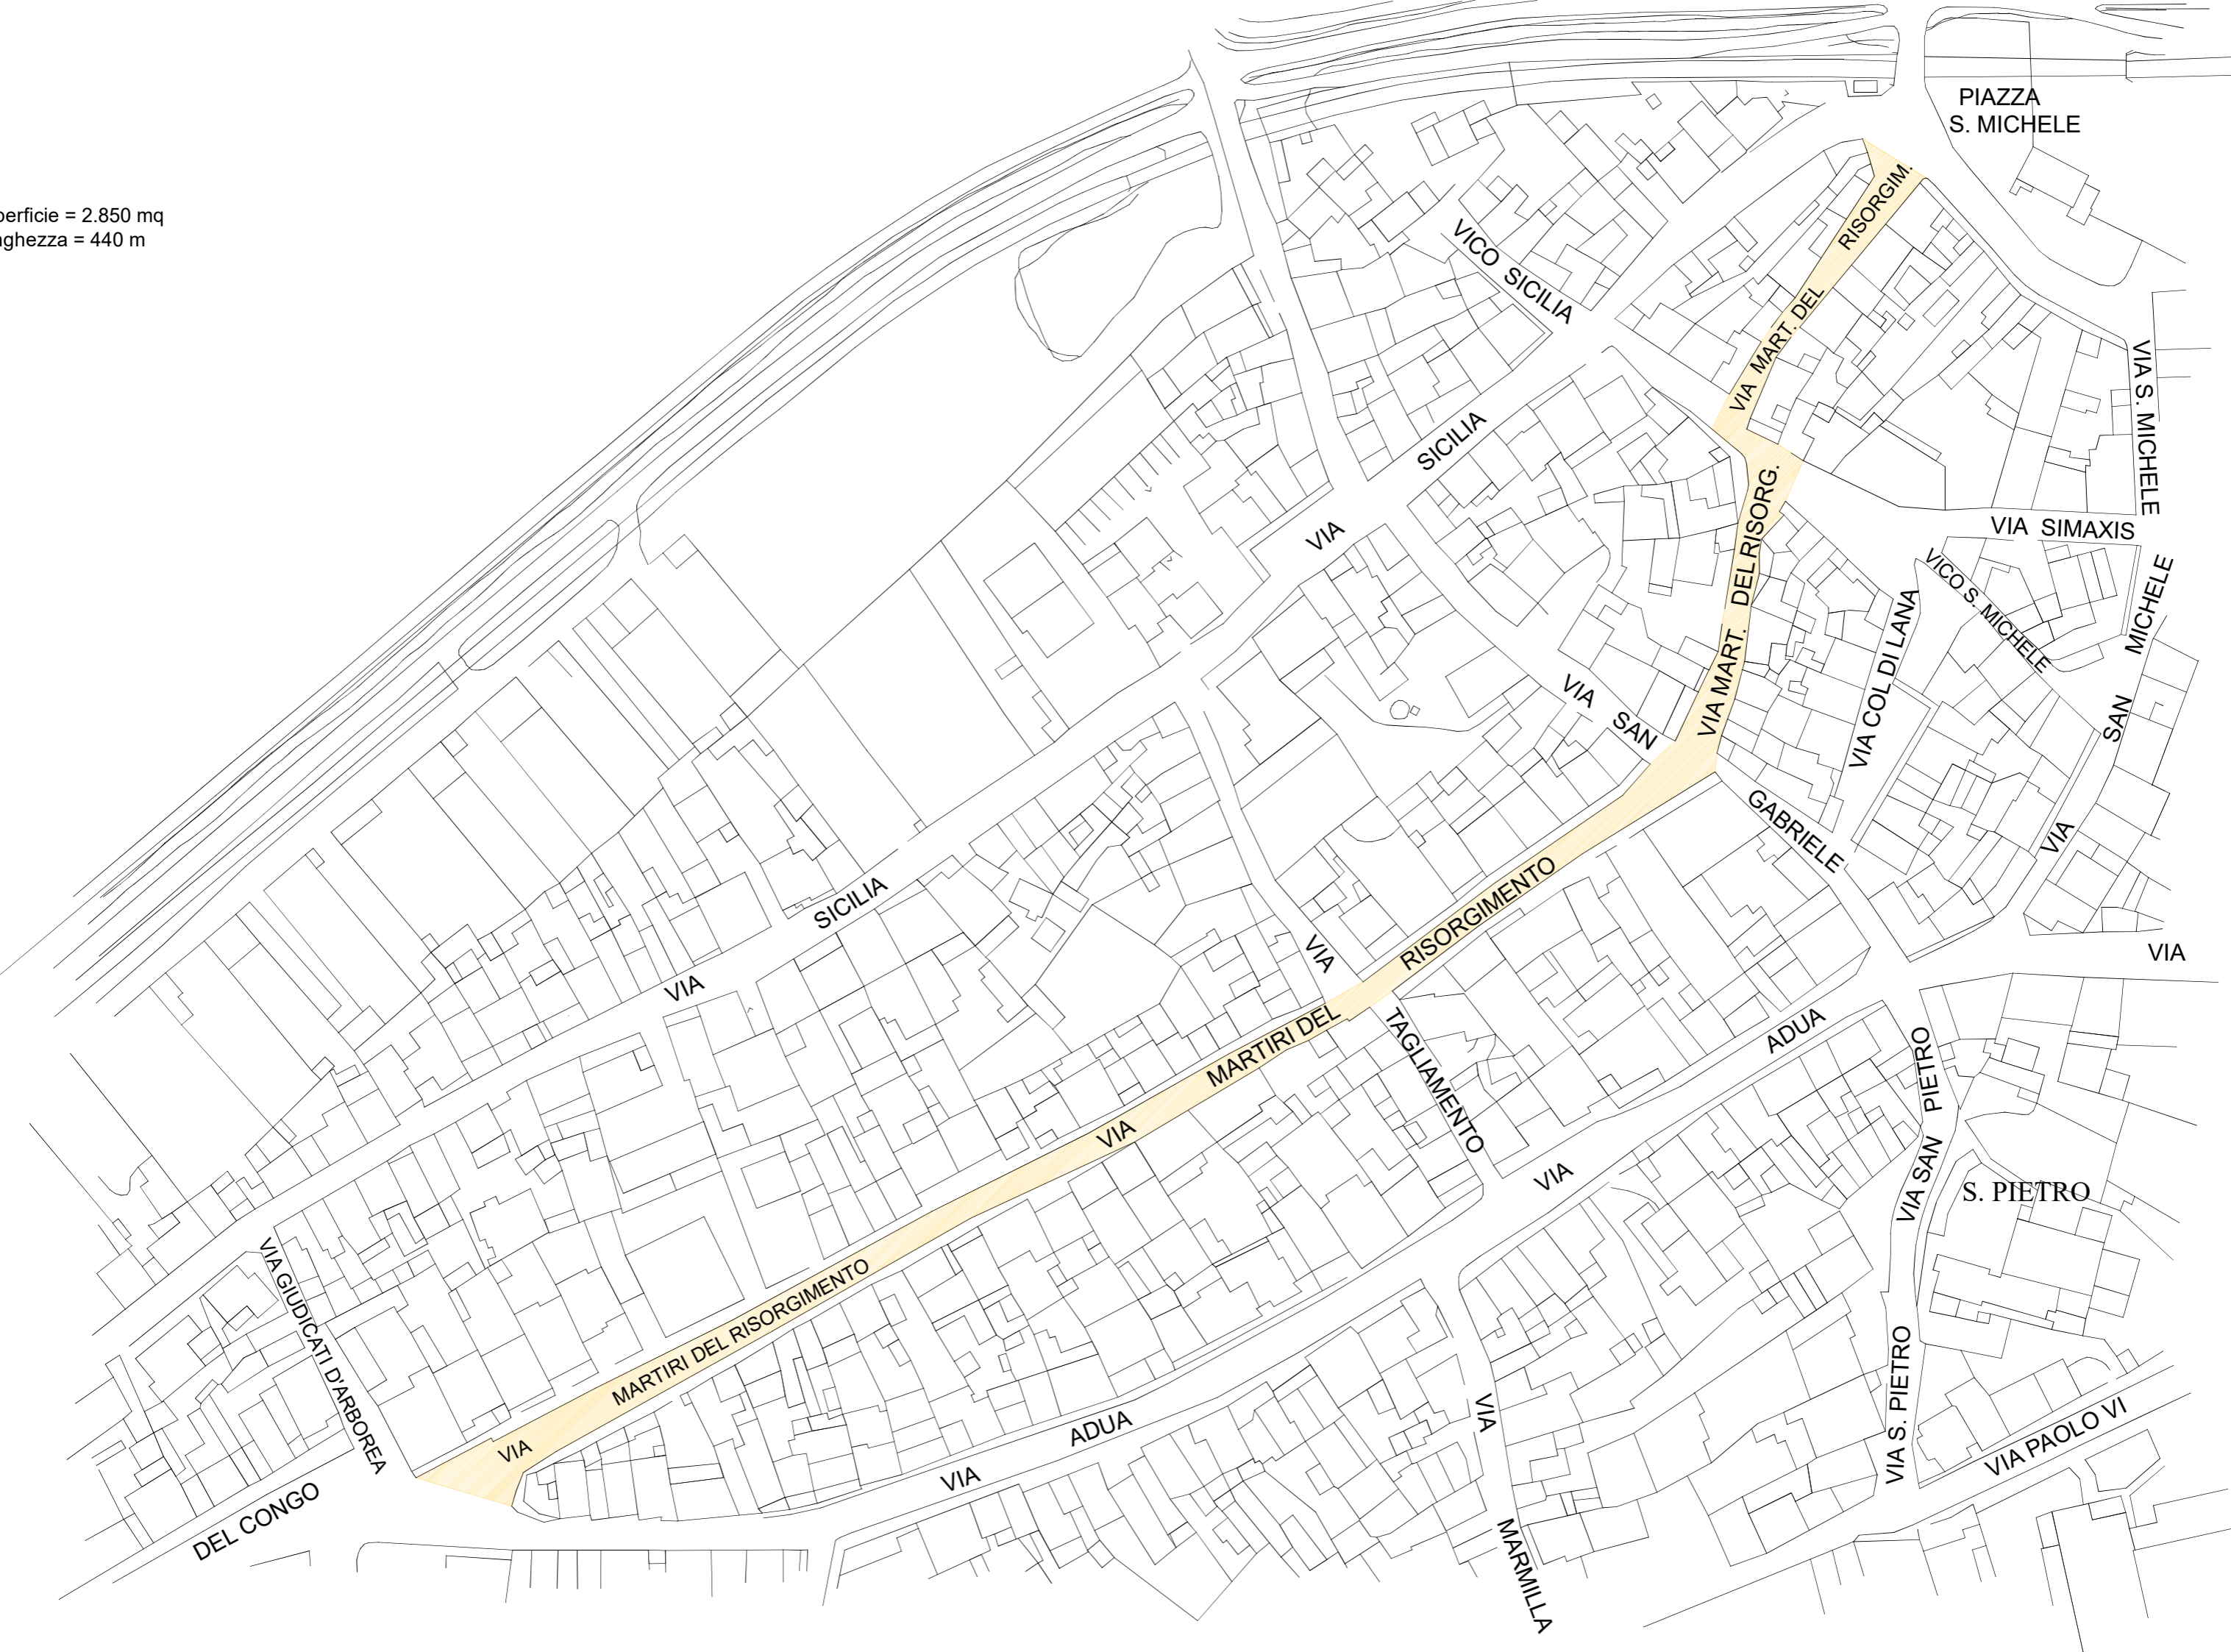 PIAZZA
S. MICHELE
RISORGIM.
erficie = 2.850 mq
ghezza = 440 m
VICO SICILIA
VIA MART. DEL
VIA S. MICHELE
SICILIA
VIA
DEL RISORG.
VIA SIMAXIS
VICO S. MICHELE
MICHELE
VIA COL DI LANA
VIA MART.
VIA SAN
SAN
VIA
GABRIELE
SICILIA
VIA
RISORGIMENTO
VIA
VIA
MARTIRI DEL
TAGLIAMENTO
ADUA
VIA
VIA
PIETRO
VIA SAN
S. PIETRO
VIA GIUDICATI D'ARBOREA
MARTIRI DEL RISORGIMENTO
VIA
VIA
ADUA
VIA
DEL CONGO
VIA S. PIETRO
VIA PAOLO VI
MARMILLA